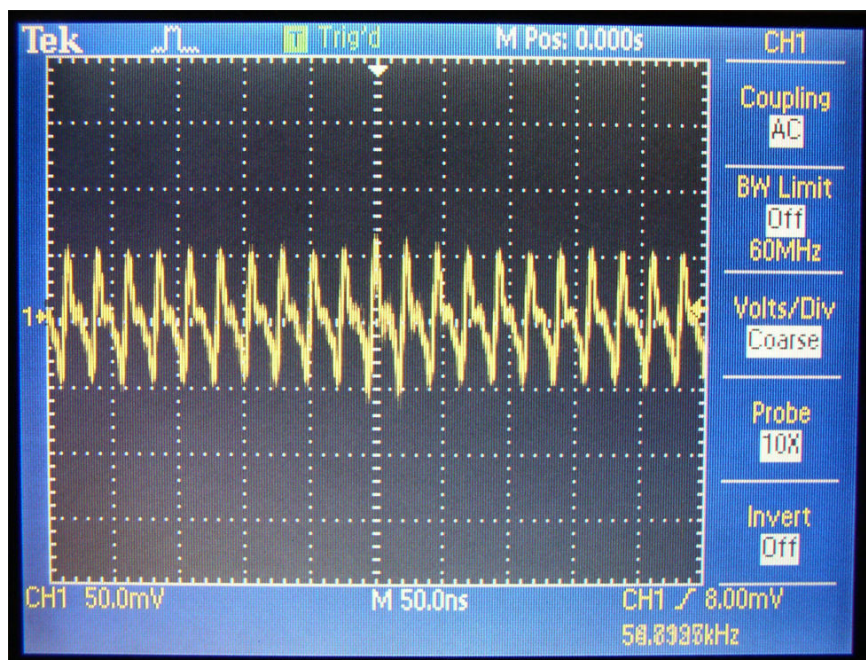 Tek T Trig'd M Pos: 0.000s CH1
Coupling
AC
BW Limit
Off
60MHz
1
Volts/Div
Coarse
Probe
10X
Invert
Off
CH1 50.0mV M 50.0ns CH1 8.00mV